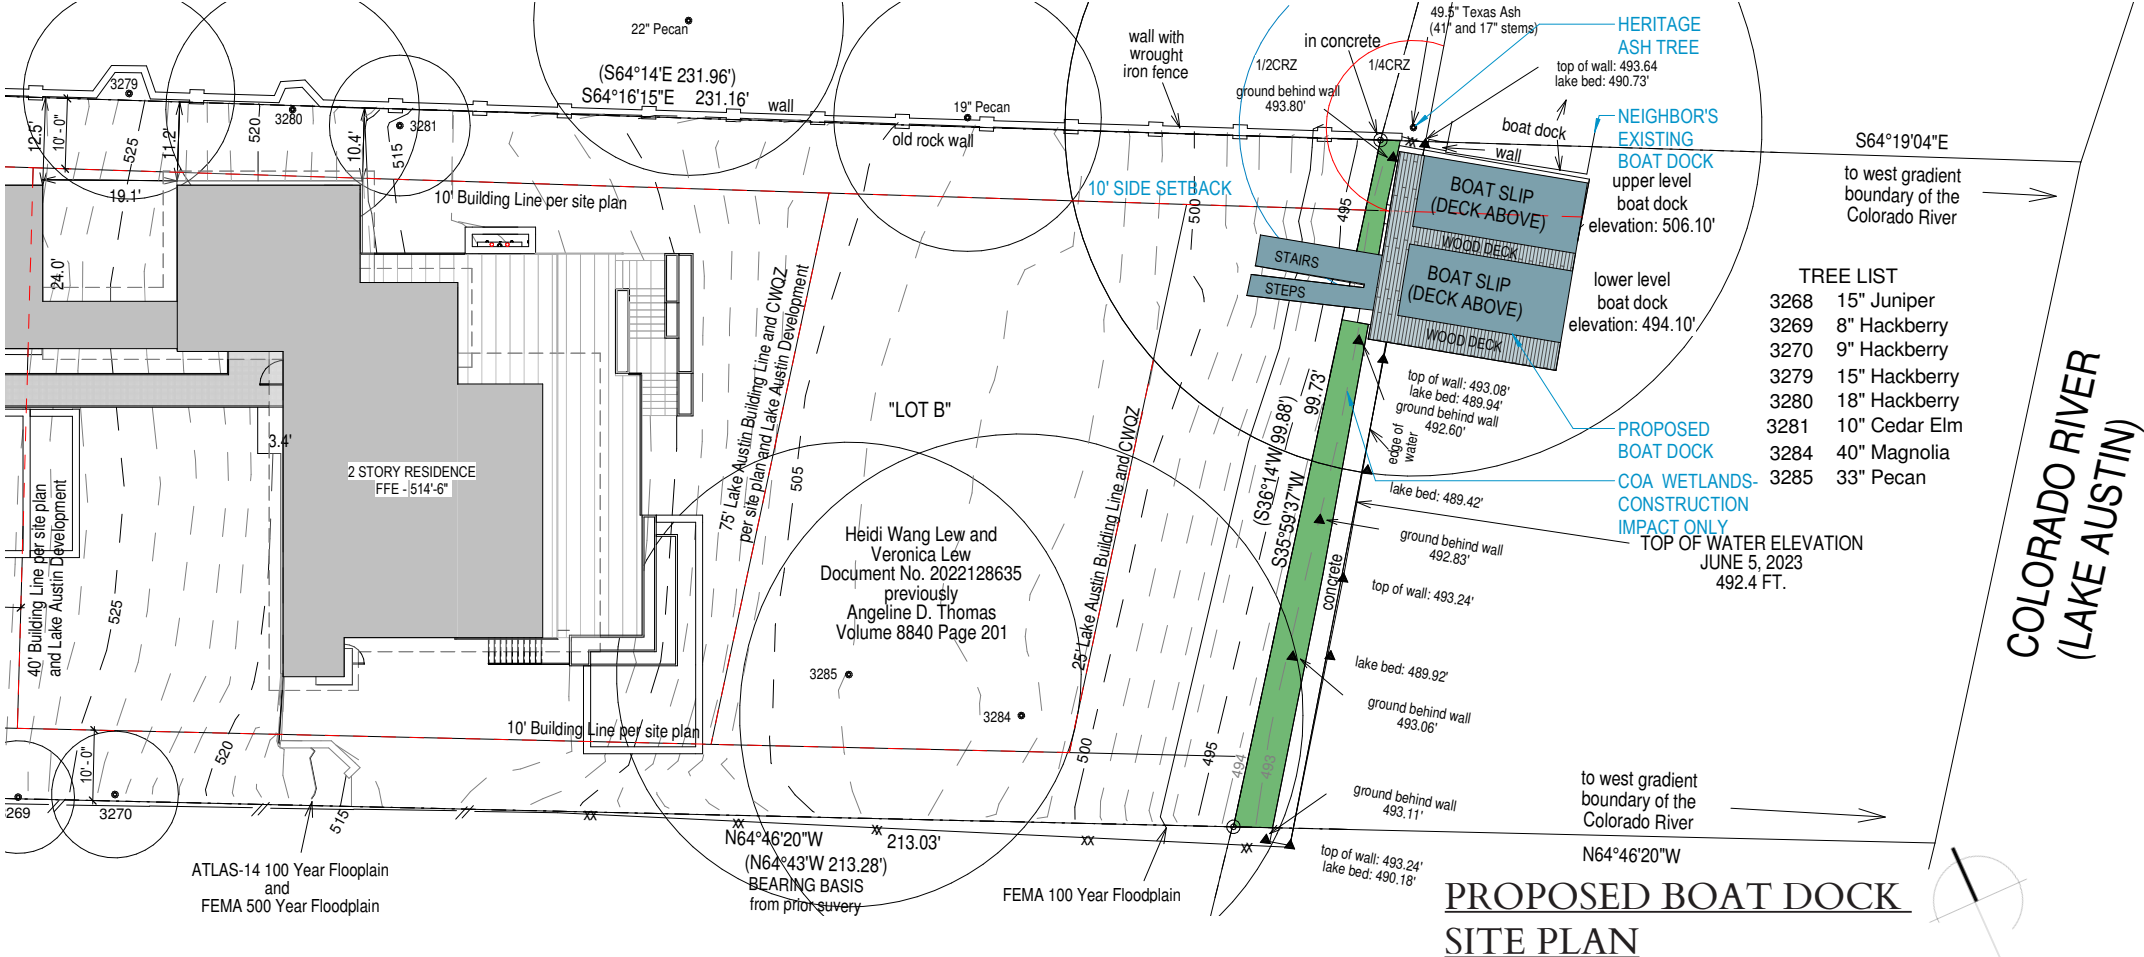 22" Pecan
(S64°14'E 231.96')
S64°16'15"E 231.16'
wall
19" Pecan
old rock wall
wall with
wrought
iron fence
in concrete
1/2CRZ
1/4CRZ
ground behind wall
493.80'
49.5" Texas Ash
(41" and 17" stems)
HERITAGE
ASH TREE
top of wall: 493.64
lake bed: 490.73'
NEIGHBOR'S
EXISTING
BOAT DOCK
boat dock
wall
upper level
boat dock
elevation: 506.10'
S64°19'04"E
to west gradient
boundary of the
Colorado River
3279
3280
3281
12.5'
10'-0"
525
11.2'
520
10.4'
515
19.1'
24.0'
10' Building Line per site plan
10' SIDE SETBACK
500
495
BOAT SLIP
(DECK ABOVE)
WOOD DECK
BOAT SLIP
(DECK ABOVE)
WOOD DECK
STAIRS
STEPS
lower level
boat dock
elevation: 494.10'
TREE LIST
3268 15" Juniper
3269 8" Hackberry
3270 9" Hackberry
3279 15" Hackberry
3280 18" Hackberry
3281 10" Cedar Elm
3284 40" Magnolia
3285 33" Pecan
75' Lake Austin Building Line and CWQZ
per site plan and Lake Austin Development
"LOT B"
505
25' Lake Austin Building Line and CWQZ
(S36°14'W 99.88')
99.73'
S35°59'37"W
top of wall: 493.08'
lake bed: 489.94'
ground behind wall
492.60'
edge of
water
PROPOSED
BOAT DOCK
COA WETLANDS-
CONSTRUCTION
IMPACT ONLY
lake bed: 489.42'
TOP OF WATER ELEVATION
JUNE 5, 2023
492.4 FT.
ground behind wall
492.83'
concrete
top of wall: 493.24'
lake bed: 489.92'
ground behind wall
493.06'
COLORADO RIVER
(LAKE AUSTIN)
3.4'
2 STORY RESIDENCE
FFE - 514'-6"
40' Building Line per site plan
and Lake Austin Development
525
Heidi Wang Lew and
Veronica Lew
Document No. 2022128635
previously
Angeline D. Thomas
Volume 8840 Page 201
3285
3284
10' Building Line per site plan
500
495
494
493
520
10'-0"
269
3270
515
to west gradient
boundary of the
Colorado River
ground behind wall
493.11'
N64°46'20"W
213.03'
(N64°43'W 213.28')
BEARING BASIS
from prior suvery
ATLAS-14 100 Year Flooplain
and
FEMA 500 Year Floodplain
FEMA 100 Year Floodplain
top of wall: 493.24'
lake bed: 490.18'
N64°46'20"W
PROPOSED BOAT DOCK
SITE PLAN